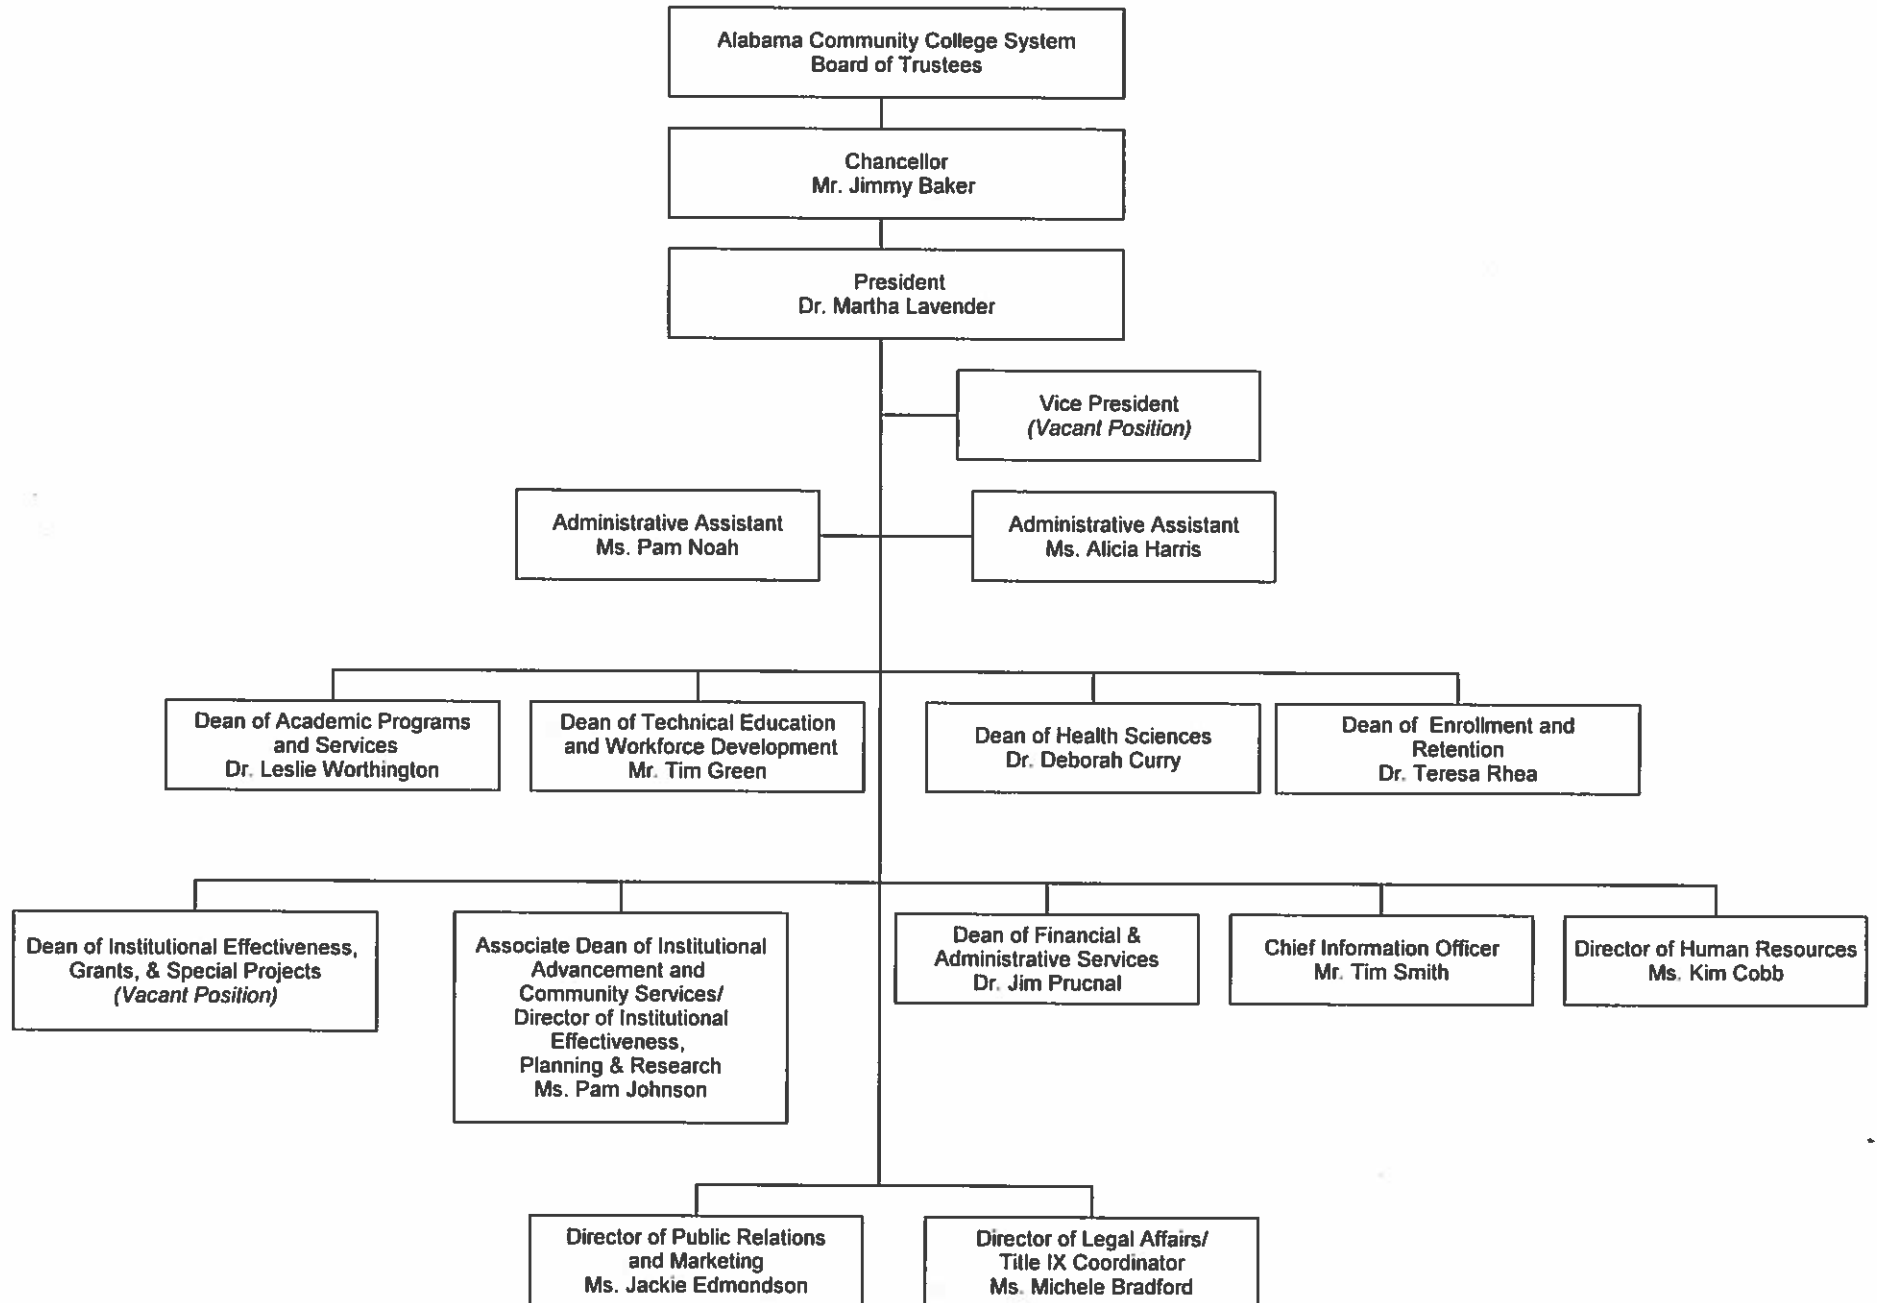 Alabama Community College System
Board of Trustees
Chancellor
Mr. Jimmy Baker
President
Dr. Martha Lavender
Vice President
(Vacant Position)
Administrative Assistant
Ms. Pam Noah
Administrative Assistant
Ms. Alicia Harris
Dean of Academic Programs
and Services
Dr. Leslie Worthington
Dean of Technical Education
and Workforce Development
Mr. Tim Green
Dean of Health Sciences
Dr. Deborah Curry
Dean of Enrollment and
Retention
Dr. Teresa Rhea
Dean of Institutional Effectiveness,
Grants, & Special Projects
(Vacant Position)
Associate Dean of Institutional
Advancement and
Community Services/
Director of Institutional
Effectiveness,
Planning & Research
Ms. Pam Johnson
Dean of Financial &
Administrative Services
Dr. Jim Prucnal
Chief Information Officer
Mr. Tim Smith
Director of Human Resources
Ms. Kim Cobb
Director of Public Relations
and Marketing
Ms. Jackie Edmondson
Director of Legal Affairs/
Title IX Coordinator
Ms. Michele Bradford